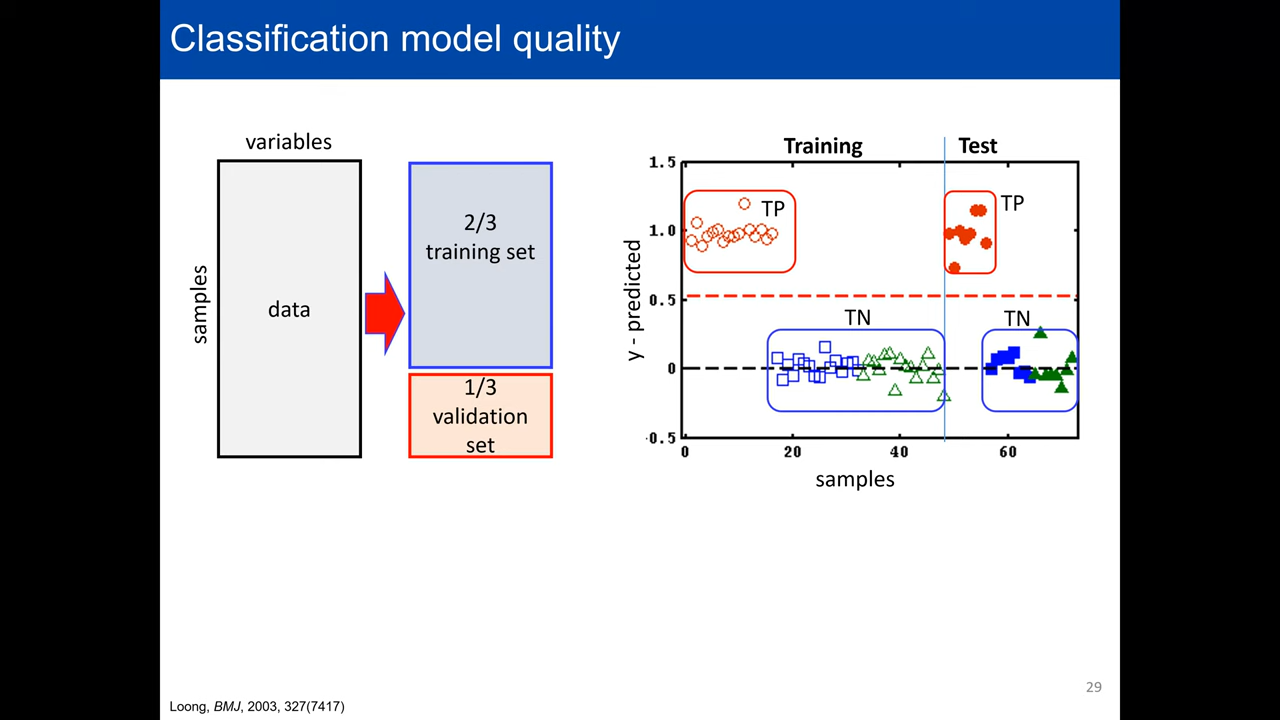 Classification model quality
variables
samples
data
2/3
training set
1/3
validation
set
Training
Test
1.5
1.0
0.5
0
-0.5
y - predicted
TP
TP
TN
TN
0
20
40
60
samples
29
Loong, BMJ, 2003, 327(7417)